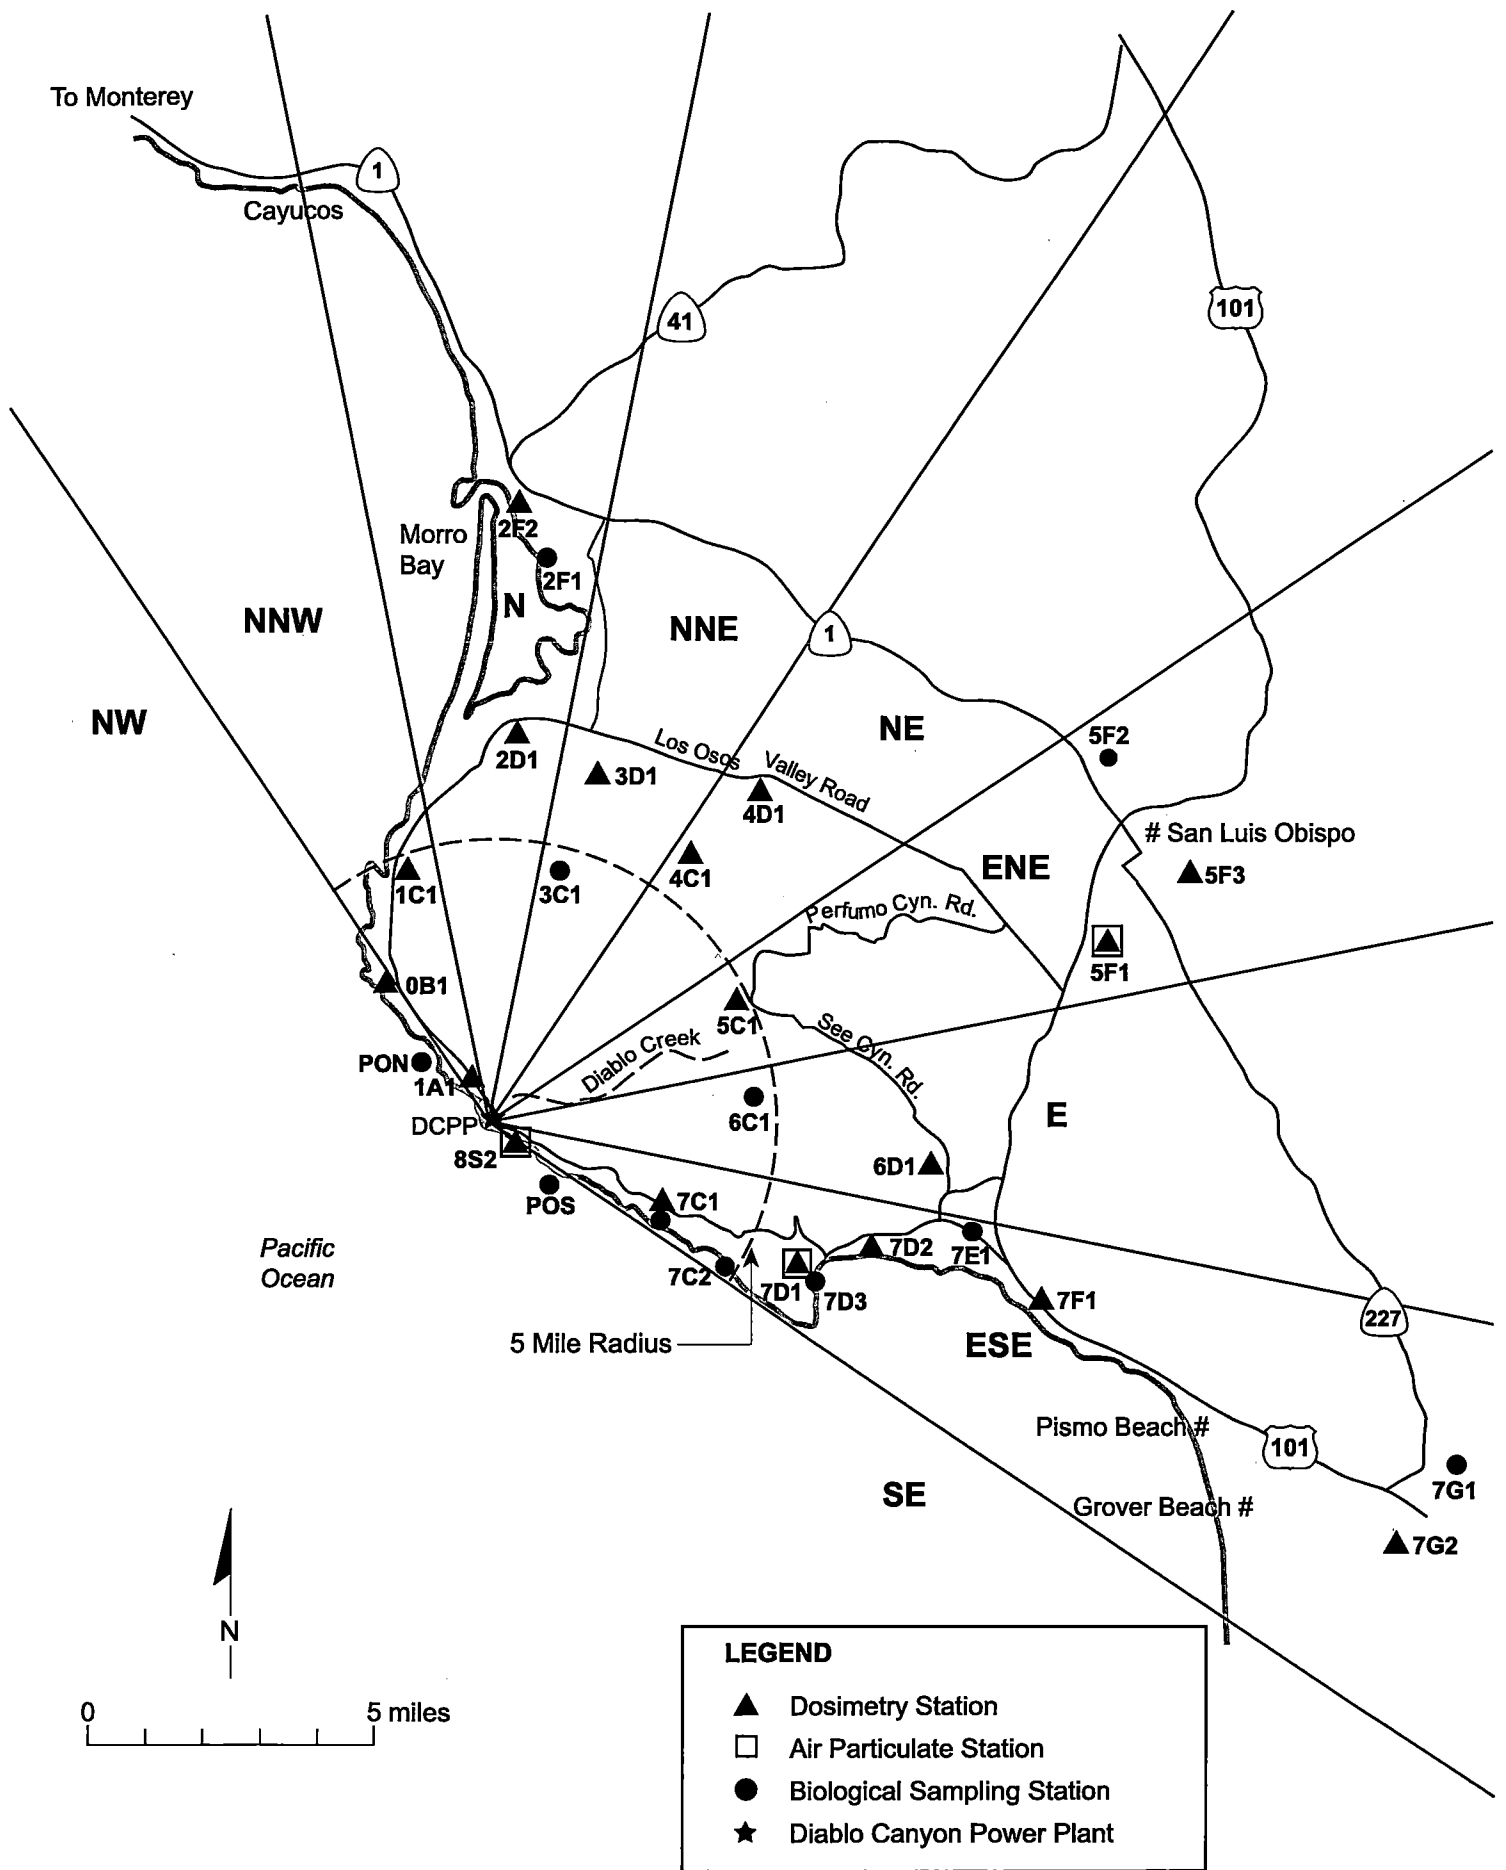 To Monterey
1
Cayucos
41
101
2F2
Morro
Bay
2F1
N
NNW
NNE
1
NW
NE
5F2
Los Osos Valley Road
2D1
3D1
4D1
# San Luis Obispo
ENE
5F3
4C1
1C1
3C1
Perfumo Cyn. Rd.
5F1
0B1
5C1
See Cyn. Rd.
Diablo Creek
PON
1A1
6C1
E
DCPP
8S2
6D1
POS
7C1
Pacific
Ocean
7D2
7E1
7C2
7D1
7D3
7F1
227
5 Mile Radius
ESE
Pismo Beach #
101
7G1
SE
Grover Beach #
7G2
N
0 5 miles
LEGEND
Dosimetry Station
Air Particulate Station
Biological Sampling Station
Diablo Canyon Power Plant